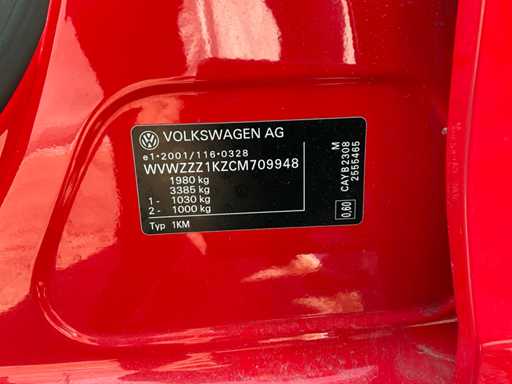 VOLKSWAGEN AG
e1*2001/116*0328
WVWZZZ1KZCM709948
1980 kg
3385 kg
1- 1030 kg
2- 1000 kg
Typ 1KM
M
CAYB2308 2555465
0,60